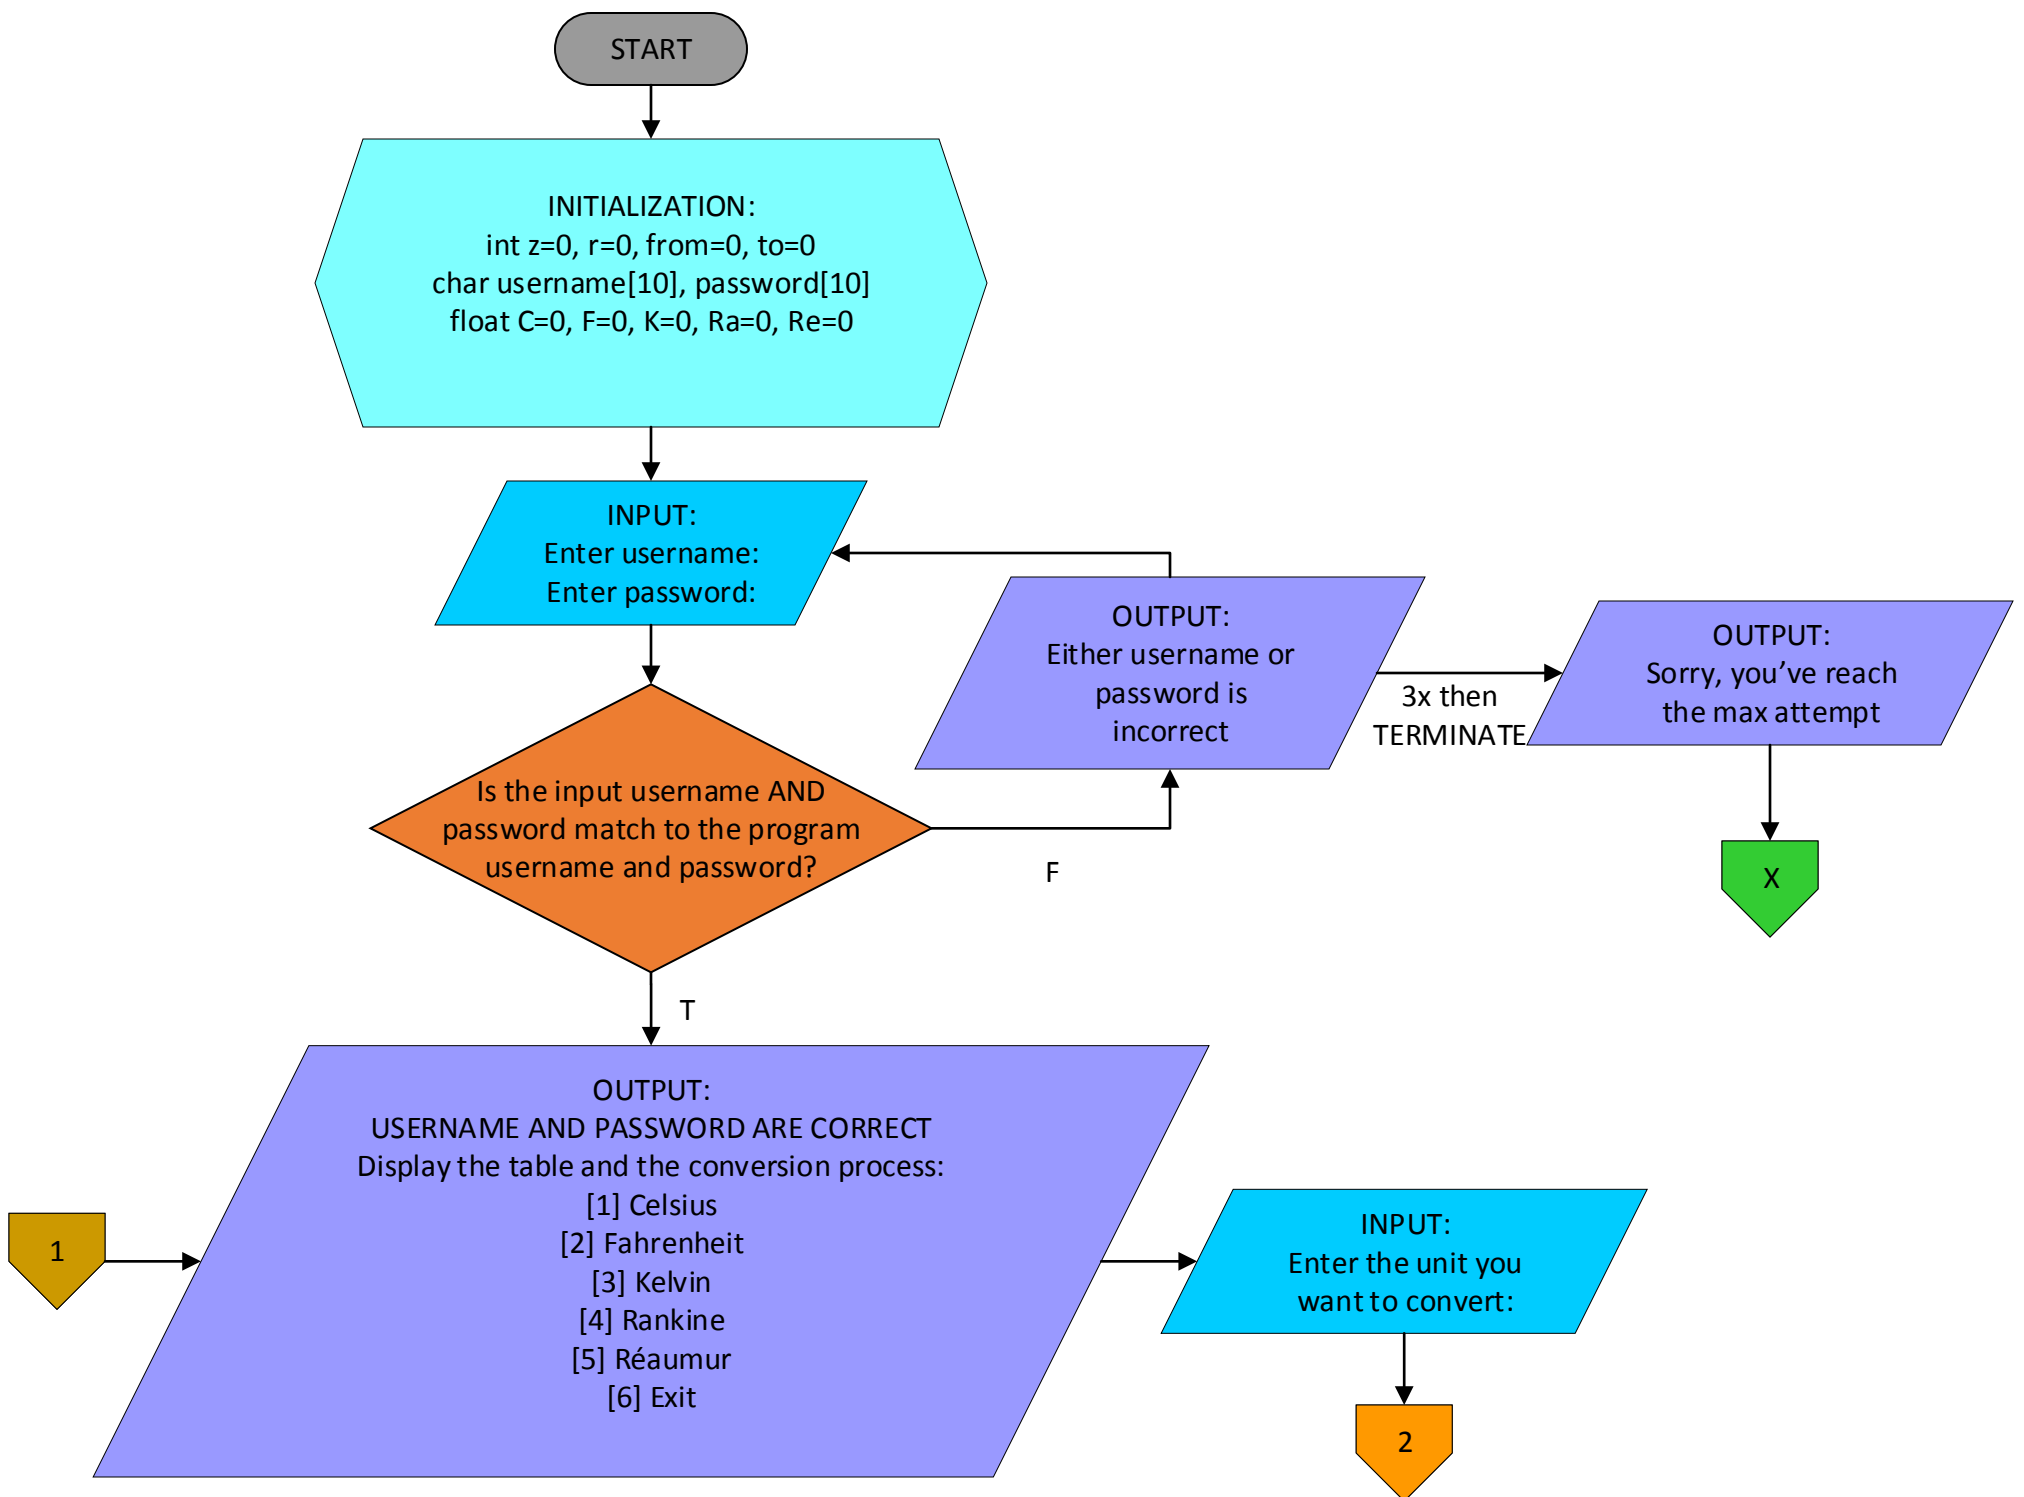 START
INITIALIZATION:
int z=0, r=0, from=0, to=0
char username[10], password[10]
float C=0, F=0, K=0, Ra=0, Re=0
INPUT:
Enter username:
Enter password:
OUTPUT:
Either username or
password is
incorrect
3x then
TERMINATE
OUTPUT:
Sorry, you’ve reach
the max attempt
X
Is the input username AND
password match to the program
username and password?
F
T
OUTPUT:
USERNAME AND PASSWORD ARE CORRECT
Display the table and the conversion process:
[1] Celsius
[2] Fahrenheit
[3] Kelvin
[4] Rankine
[5] Réaumur
[6] Exit
1
INPUT:
Enter the unit you
want to convert:
2